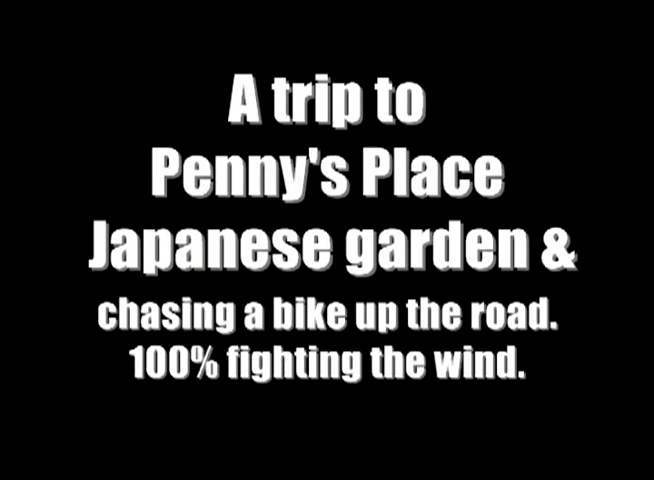 A trip to
Penny's Place
Japanese garden &
chasing a bike up the road.
100% fighting the wind.